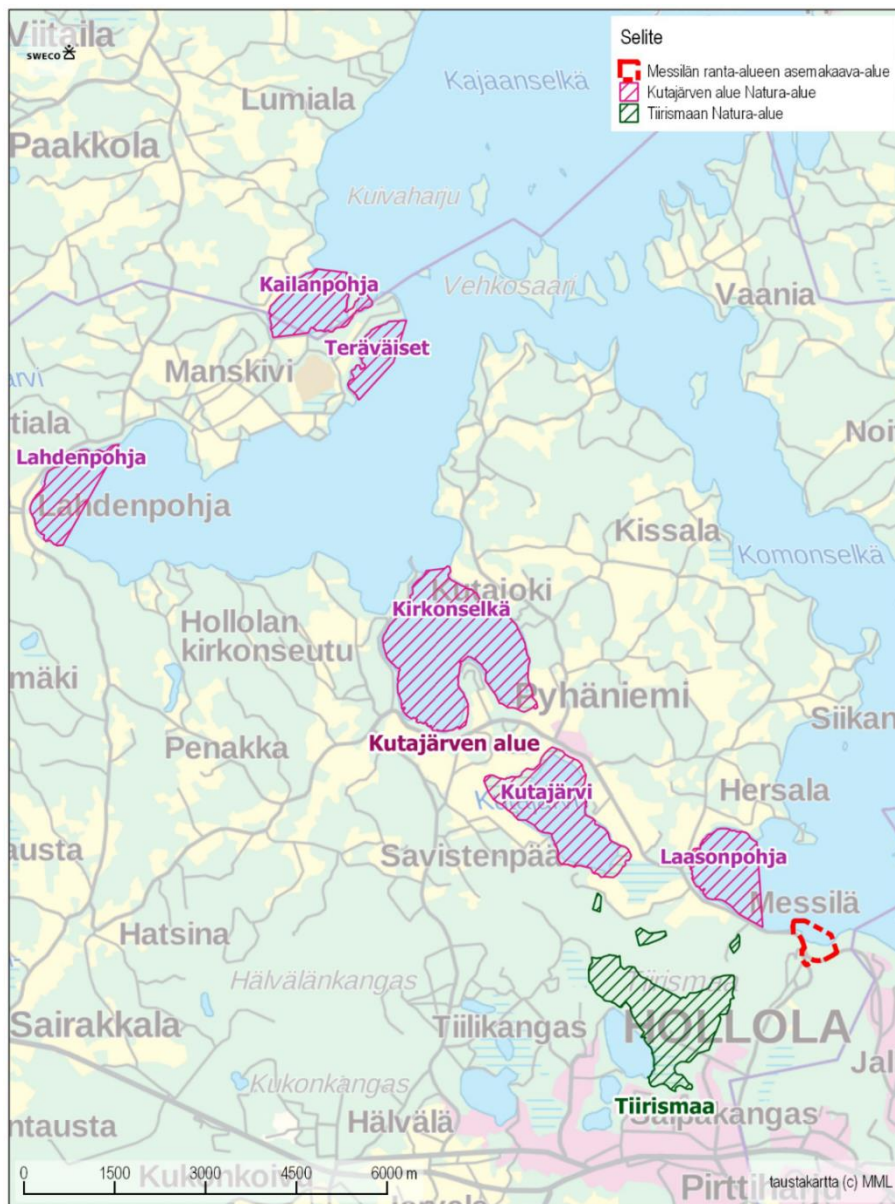 Viitaila
SWECO
Selite
Messilän ranta-alueen asemakaava-alue
Kutajärven alue Natura-alue
Tiirismaan Natura-alue
Kajaanselkä
Lumiala
Paakkola
Kuivaharju
Kailanpohja
Vehkosaari
Vaania
Teräväiset
Manskivi
tiala
Noi
Lahdenpohja
Lahdenpohja
Kissala
Komonselkä
Kutajoki
Kirkonselkä
Hollolan
kirkonseutu
mäki
Pyhäniemi
Siikan
Penakka
Kutajärven alue
Kutajärvi
Hersala
austa
Savistenpää
Laasonpohja
Messilä
Hatsina
Hälvälänkangas
Tiirismaa
Sairakkala
Tiilikangas
HOLLOLA
Jal
Kukonkangas
Tiirismaa
Salpakangas
ntausta
Hälvälä
0 1500 3000 4500 6000 m
Pirttiha
taustakartta (c) MML